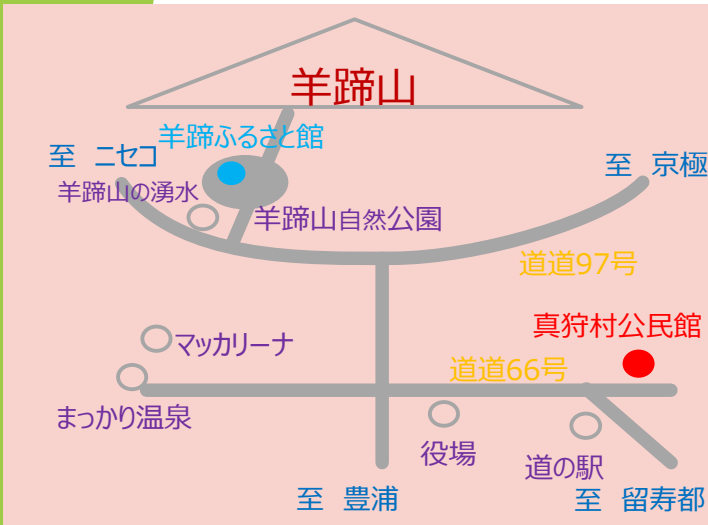 羊蹄山
羊蹄ふるさと館
至 ニセコ
至 京極
羊蹄山の湧水
羊蹄山自然公園
道道97号
真狩村公民館
マッカリーナ
道道66号
まっかり温泉
役場
道の駅
至 豊浦
至 留寿都